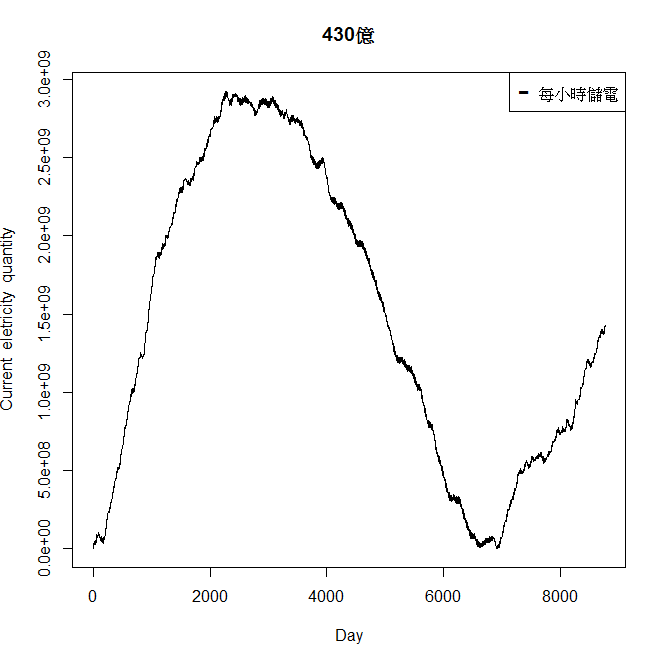 430億
每小時儲電
3.0e+09
2.5e+09
2.0e+09
1.5e+09
1.0e+09
5.0e+08
0.0e+00
Current eletricity quantity
0 2000 4000 6000 8000
Day